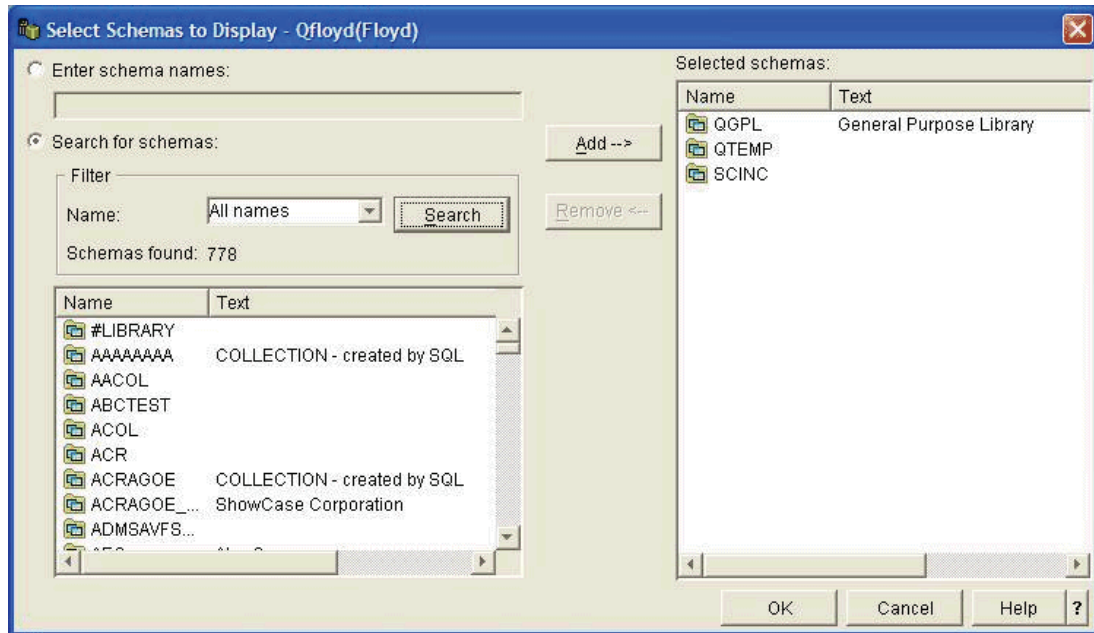 Select Schemas to Display - Qfloyd(Floyd)
Enter schema names:
Search for schemas:
Filter
Name: All names Search
Schemas found: 778
Name Text
#LIBRARY
AAAAAAAA COLLECTION - created by SQL
AACOL
ABCTEST
ACOL
ACR
ACRAGOE COLLECTION - created by SQL
ACRAGOE_... ShowCase Corporation
ADMSAVFS...
Add -->
Remove <--
Selected schemas:
Name Text
QGPL General Purpose Library
QTEMP
SCINC
OK Cancel Help ?